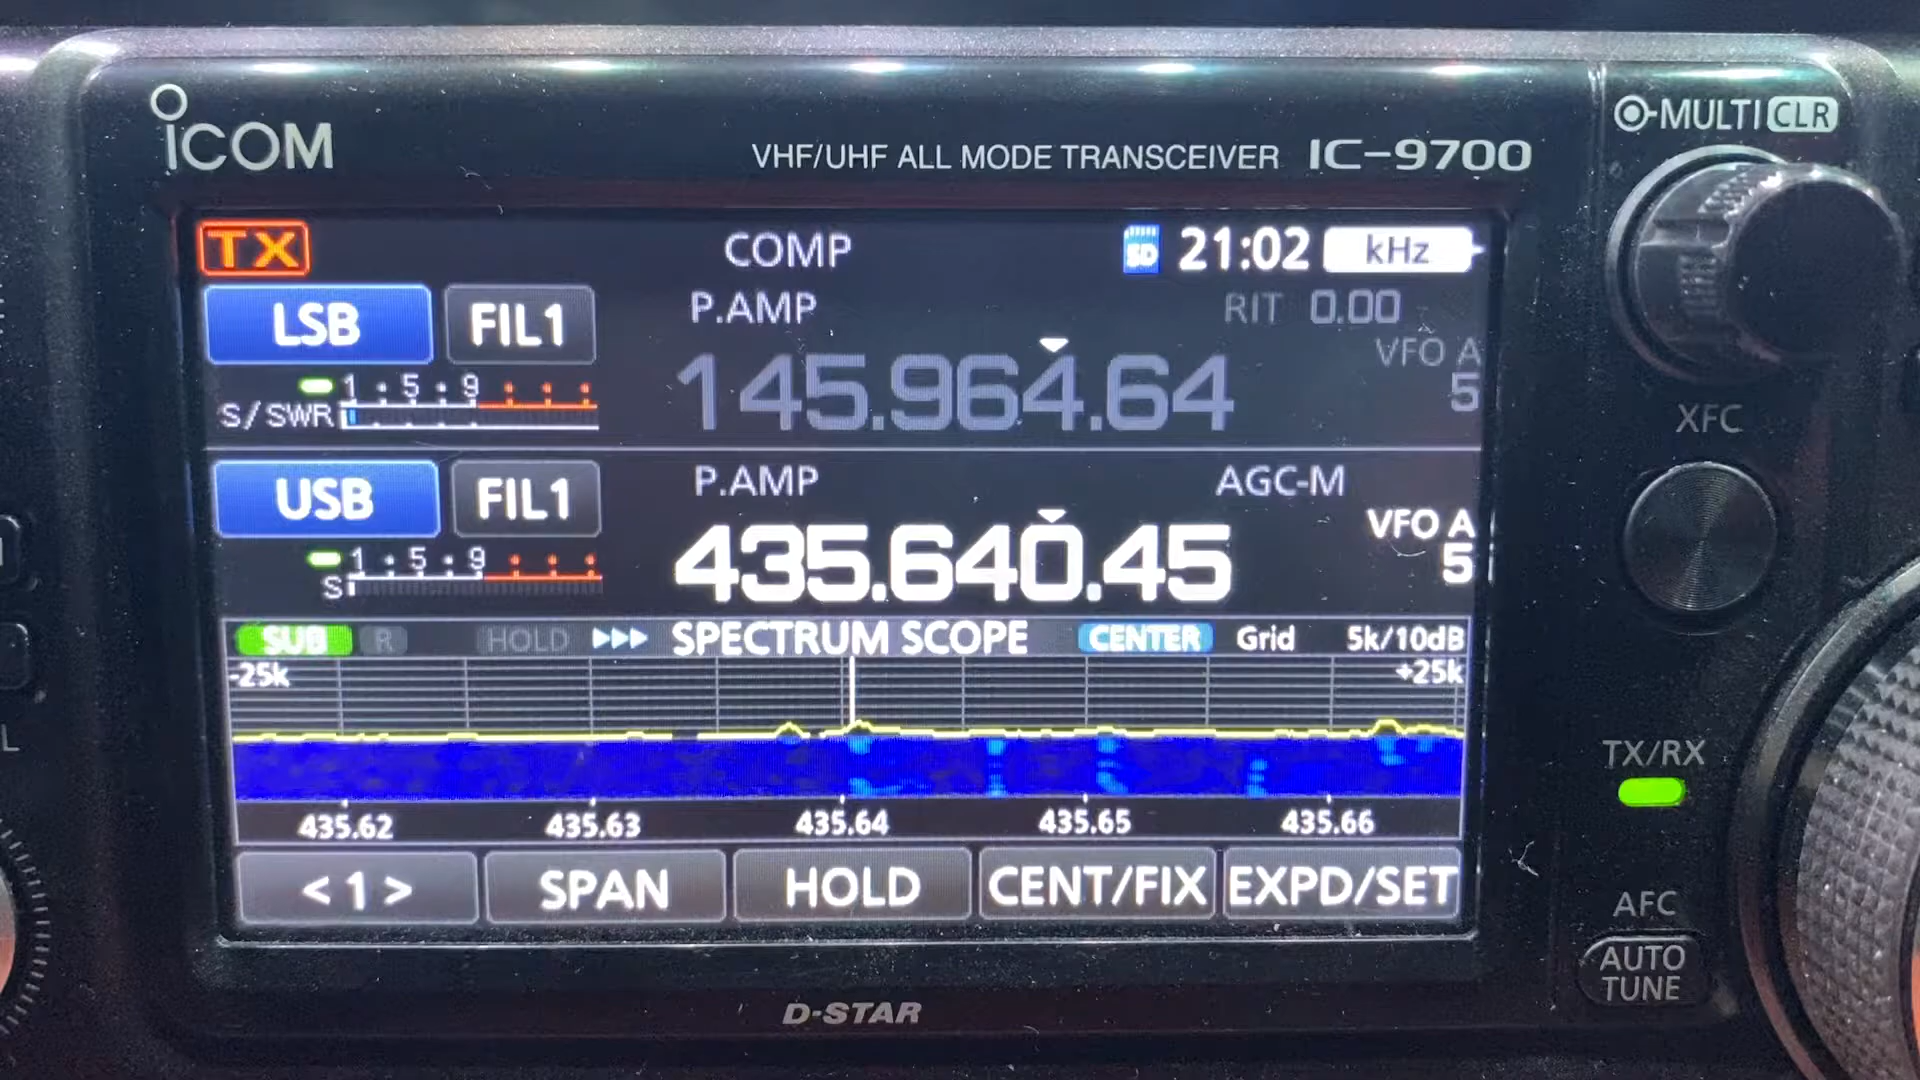 ICOM
VHF/UHF ALL MODE TRANSCEIVER IC-9700
MULTI CLR
TX COMP SD 21:02 kHz
LSB FIL1 P.AMP RIT 0.00
VFO A
145.964.64 5
1 5 9
S/SWR
XFC
USB FIL1 P.AMP AGC-M
VFO A
435.640.45 5
1 5 9
S
SUB R HOLD SPECTRUM SCOPE CENTER Grid 5k/10dB
-25k +25k
L
TX/RX
435.62 435.63 435.64 435.65 435.66
<1> SPAN HOLD CENT/FIX EXPD/SET
AFC
AUTO
TUNE
D-STAR